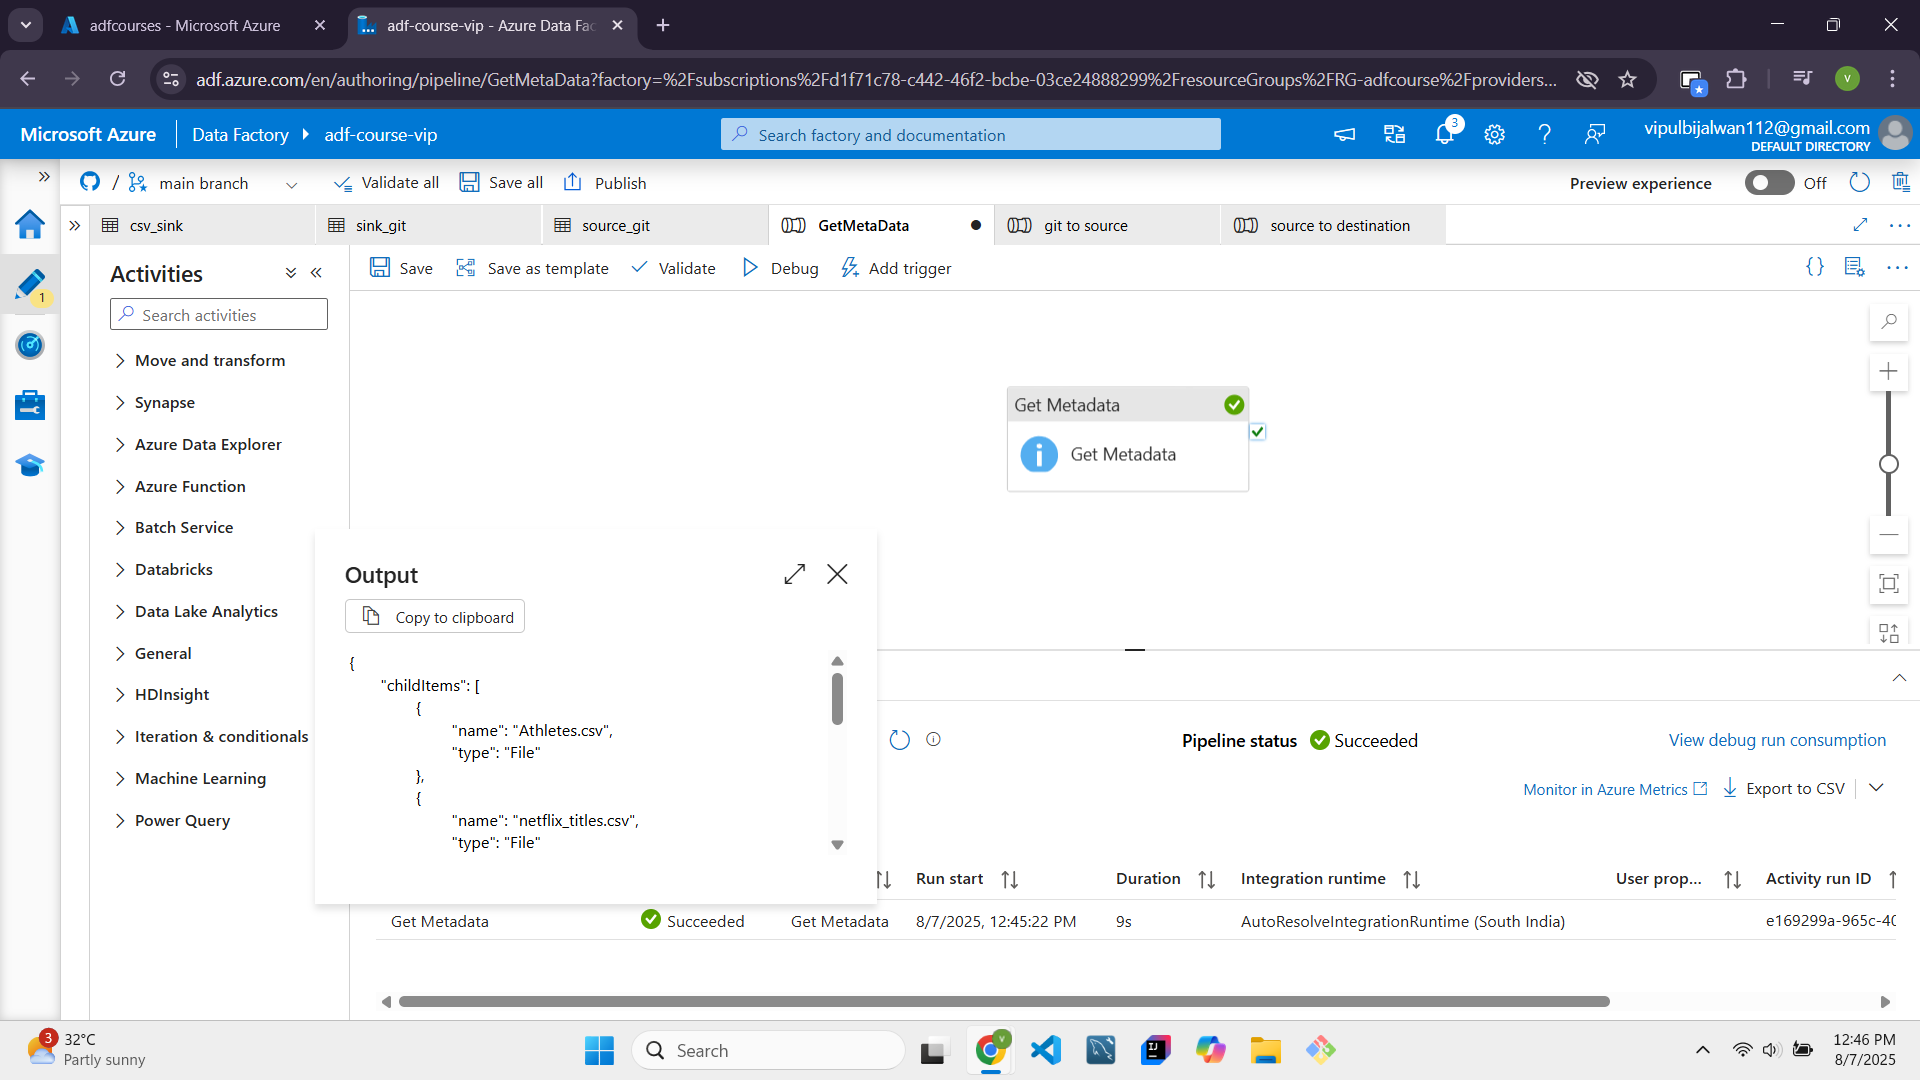 adfcourses - Microsoft Azure
adf-course-vip - Azure Data Fac
adf.azure.com/en/authoring/pipeline/GetMetaData?factory=%2Fsubscriptions%2Fd1f71c78-c442-46f2-bcbe-03ce24888299%2FresourceGroups%2FRG-adfcourse%2Fproviders...
V
V
Microsoft Azure
Data Factory
adf-course-vip
Search factory and documentation
3
vipulbijalwan112@gmail.com
DEFAULT DIRECTORY
/
main branch
Validate all
Save all
Publish
Preview experience
Off
csv_sink
sink_git
source_git
GetMetaData
git to source
source to destination
1
Activities
Search activities
Move and transform
Synapse
Azure Data Explorer
Azure Function
Batch Service
Databricks
Data Lake Analytics
General
HDInsight
Iteration & conditionals
Machine Learning
Power Query
Save
Save as template
Validate
Debug
Add trigger
{}
Get Metadata
Get Metadata
Output
Copy to clipboard
{
"childItems": [
{
"name": "Athletes.csv",
"type": "File"
},
{
"name": "netflix_titles.csv",
"type": "File"
Pipeline status
Succeeded
View debug run consumption
Monitor in Azure Metrics
Export to CSV
Run start
Duration
Integration runtime
User prop...
Activity run ID
Get Metadata
Succeeded
Get Metadata
8/7/2025, 12:45:22 PM
9s
AutoResolveIntegrationRuntime (South India)
e169299a-965c-40
3
32°C
Partly sunny
Search
12:46 PM
8/7/2025